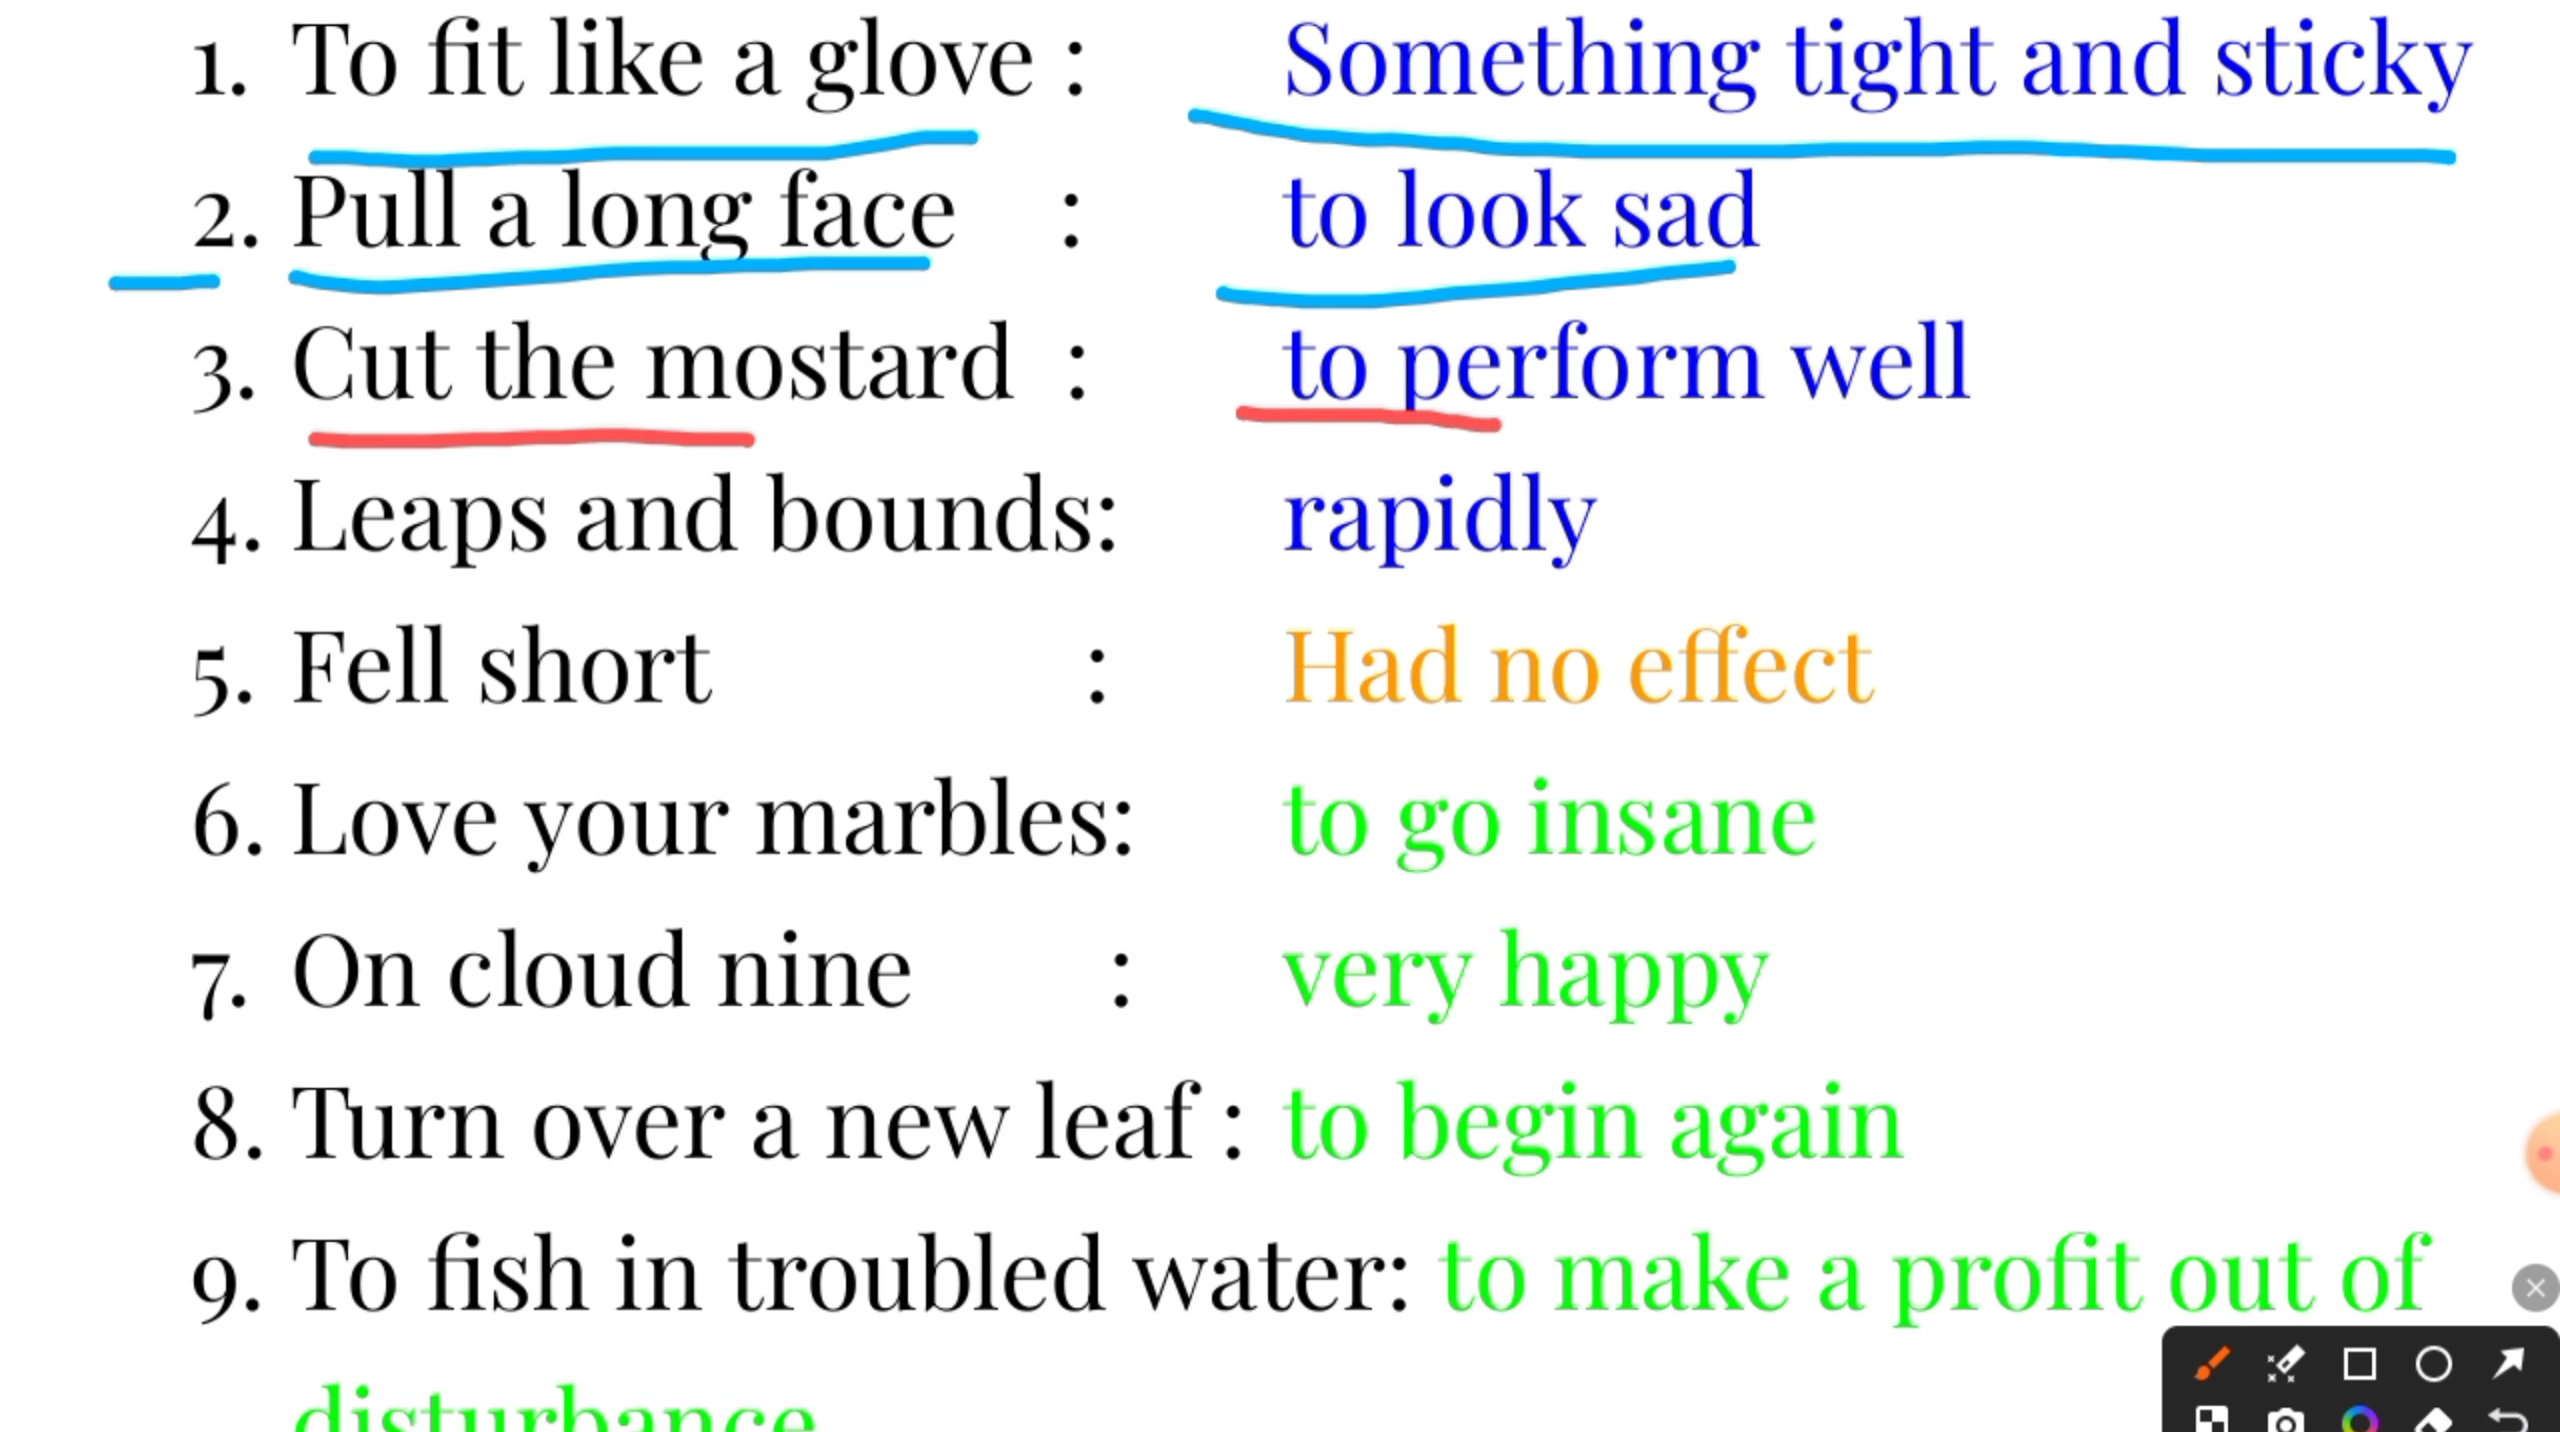 1. To fit like a glove : Something tight and sticky
2. Pull a long face : to look sad
3. Cut the mostard : to perform well
4. Leaps and bounds: rapidly
5. Fell short : Had no effect
6. Love your marbles: to go insane
7. On cloud nine : very happy
8. Turn over a new leaf : to begin again
9. To fish in troubled water: to make a profit out of
disturbance